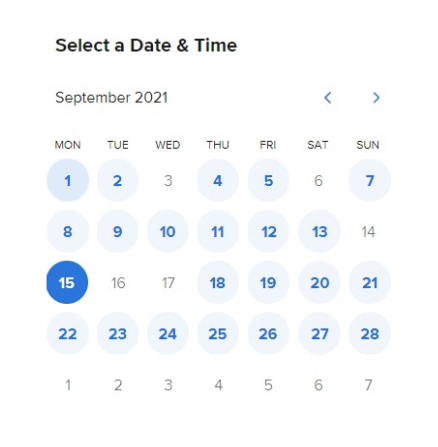 Select a Date & Time
September 2021
MON TUE WED THU FRI SAT SUN
1 2 3 4 5 6 7
8 9 10 11 12 13 14
15 16 17 18 19 20 21
22 23 24 25 26 27 28
1 2 3 4 5 6 7